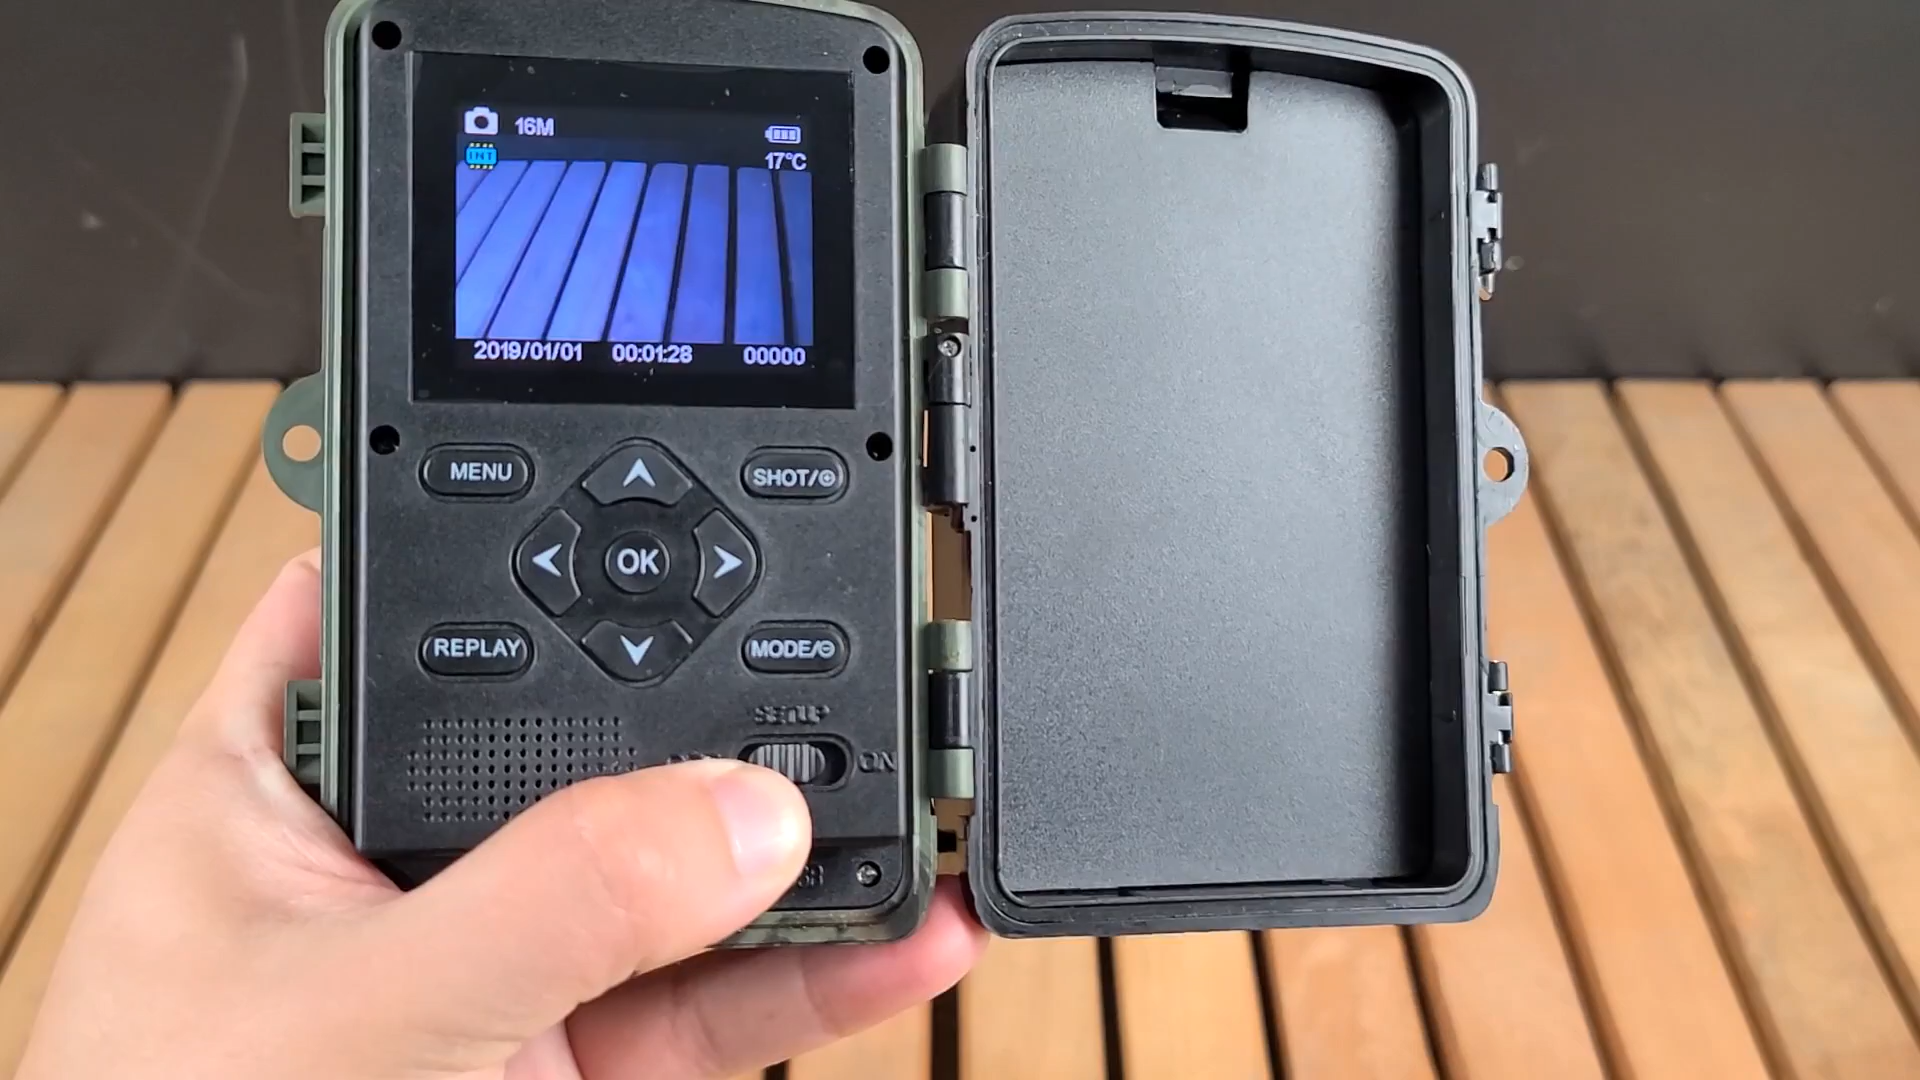 16M
INT
17°C
2019/01/01 00:01:28 00000
MENU
SHOT/⊕
OK
REPLAY
MODE/⊖
SETUP
ON